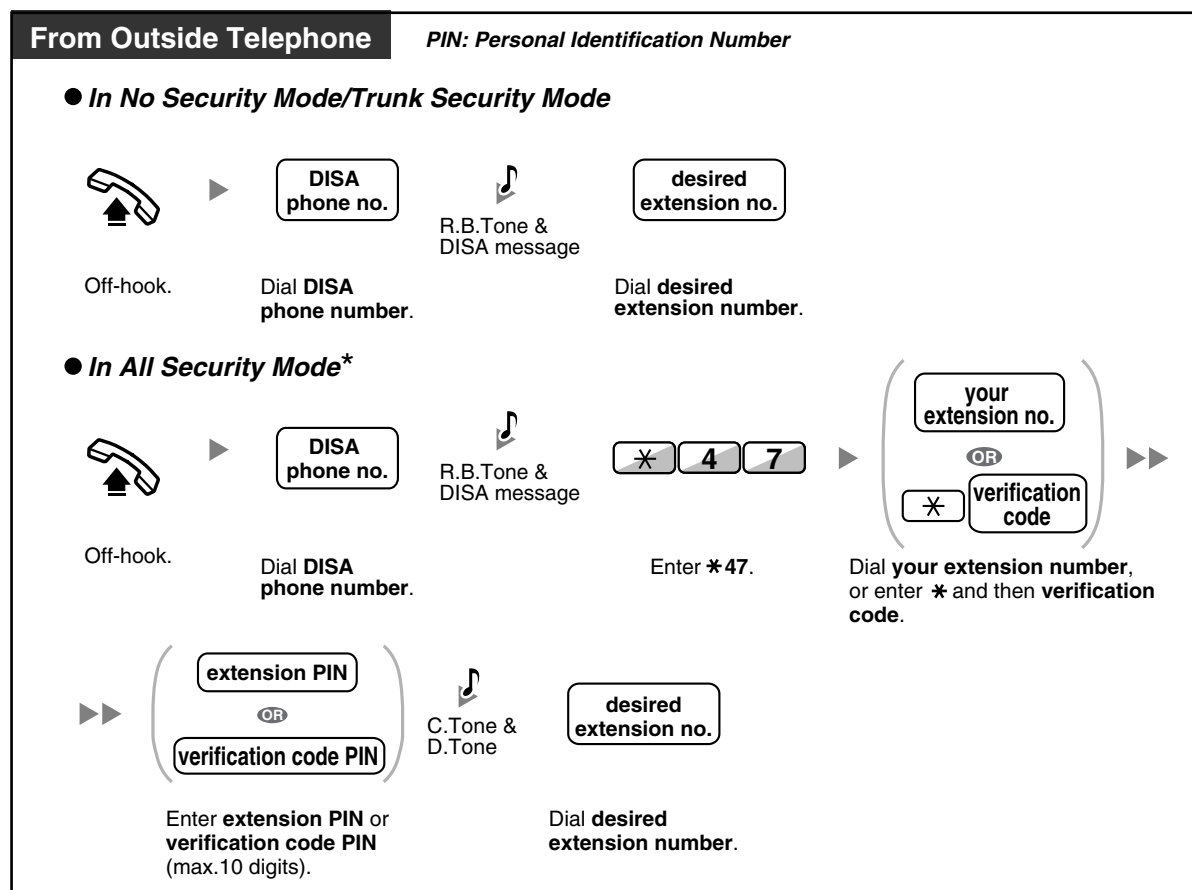 From Outside Telephone
PIN: Personal Identification Number
● In No Security Mode/Trunk Security Mode
DISA
phone no.
R.B.Tone &
DISA message
desired
extension no.
Off-hook.
Dial DISA
phone number.
Dial desired
extension number.
● In All Security Mode*
DISA
phone no.
R.B.Tone &
DISA message
* 4 7
your
extension no.
OR
* verification
code
Off-hook.
Dial DISA
phone number.
Enter *47.
Dial your extension number,
or enter * and then verification
code.
extension PIN
OR
verification code PIN
C.Tone &
D.Tone
desired
extension no.
Enter extension PIN or
verification code PIN
(max.10 digits).
Dial desired
extension number.